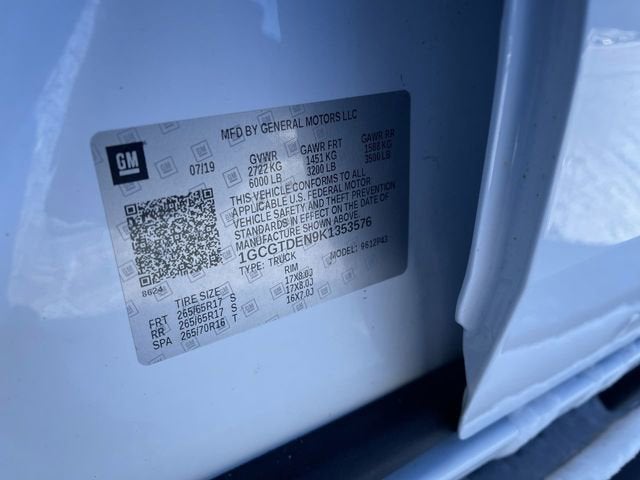 MFD BY GENERAL MOTORS LLC
GM
07/19
GVWR GAWR FRT GAWR RR
2722 KG 1451 KG 1588 KG
6000 LB 3200 LB 3500 LB
THIS VEHICLE CONFORMS TO ALL
APPLICABLE U.S. FEDERAL MOTOR
VEHICLE SAFETY AND THEFT PREVENTION
STANDARDS IN EFFECT ON THE DATE OF
MANUFACTURE SHOWN ABOVE.
1GCGTDEN9K1353576
TYPE: TRUCK MODEL: 9612P43
8624
TIRE SIZE RIM
FRT 265/65R17 S 17X8.0J
RR 265/65R17 S 17X8.0J
SPA 265/70R16 T 16X7.0J